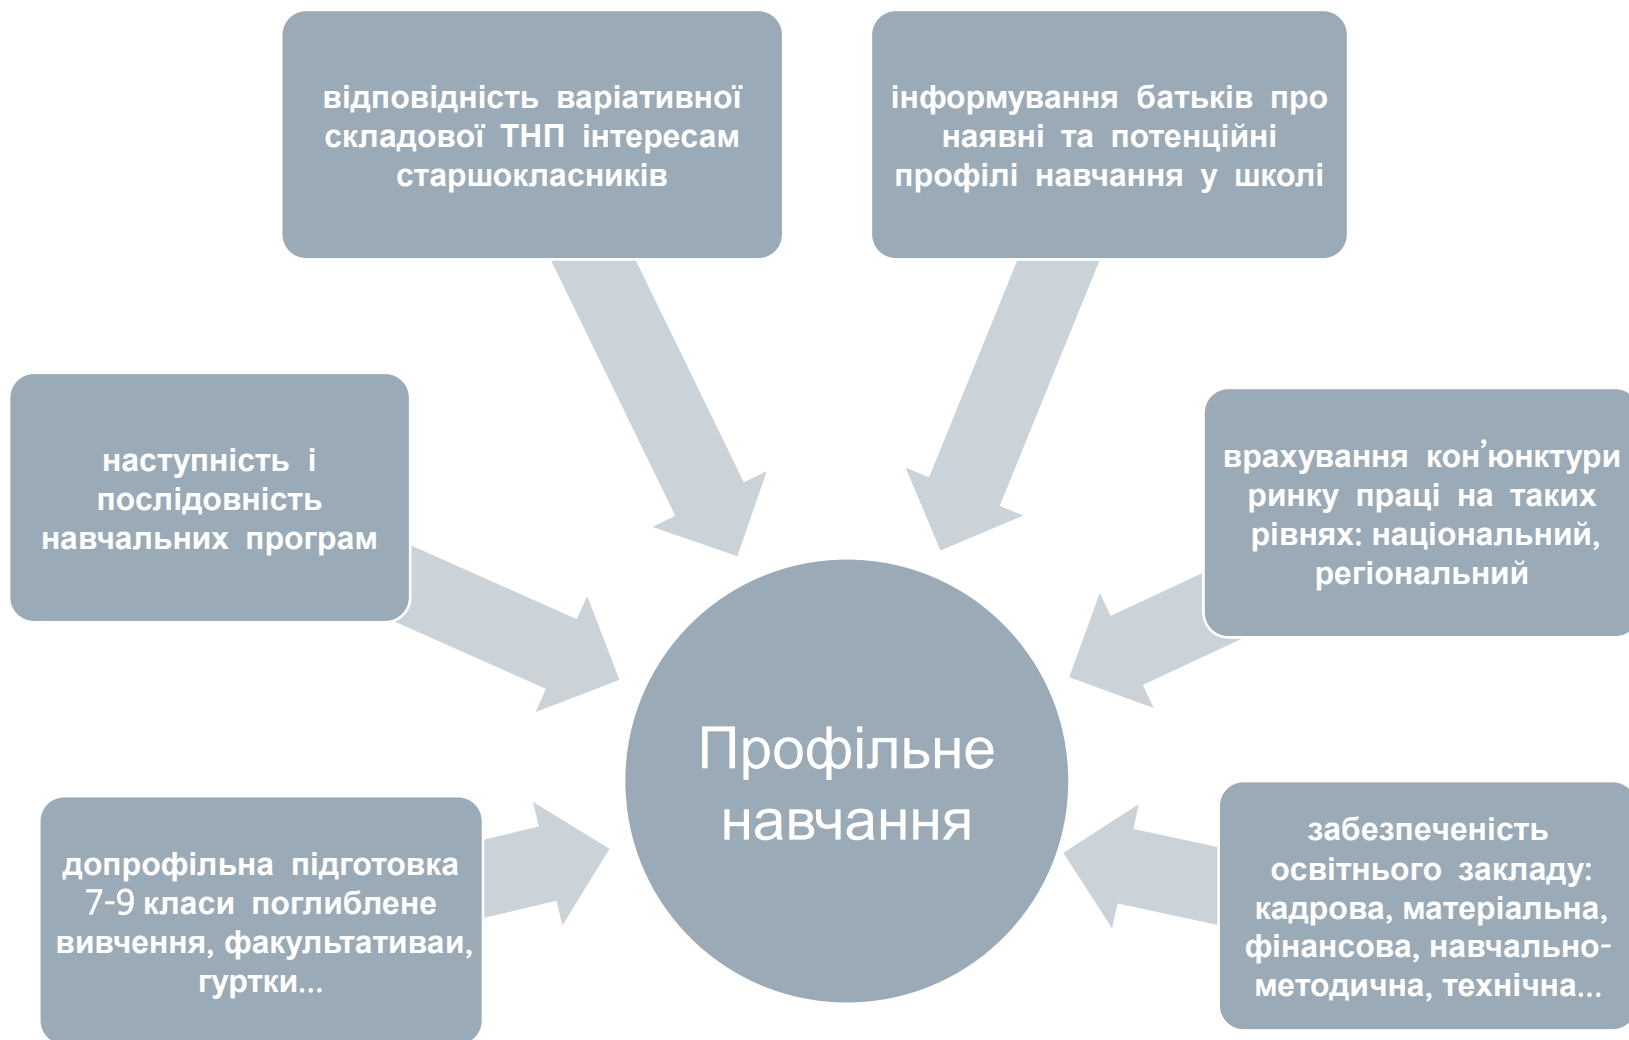 відповідність варіативної
складової ТНП інтересам
старшокласників
інформування батьків про
наявні та потенційні
профілі навчання у школі
наступність і
послідовність
навчальних програм
врахування кон’юнктури
ринку праці на таких
рівнях: національний,
регіональний
Профільне
навчання
допрофільна підготовка
7-9 класи поглиблене
вивчення, факультативаи,
гуртки...
забезпеченість
освітнього закладу:
кадрова, матеріальна,
фінансова, навчально-
методична, технічна...